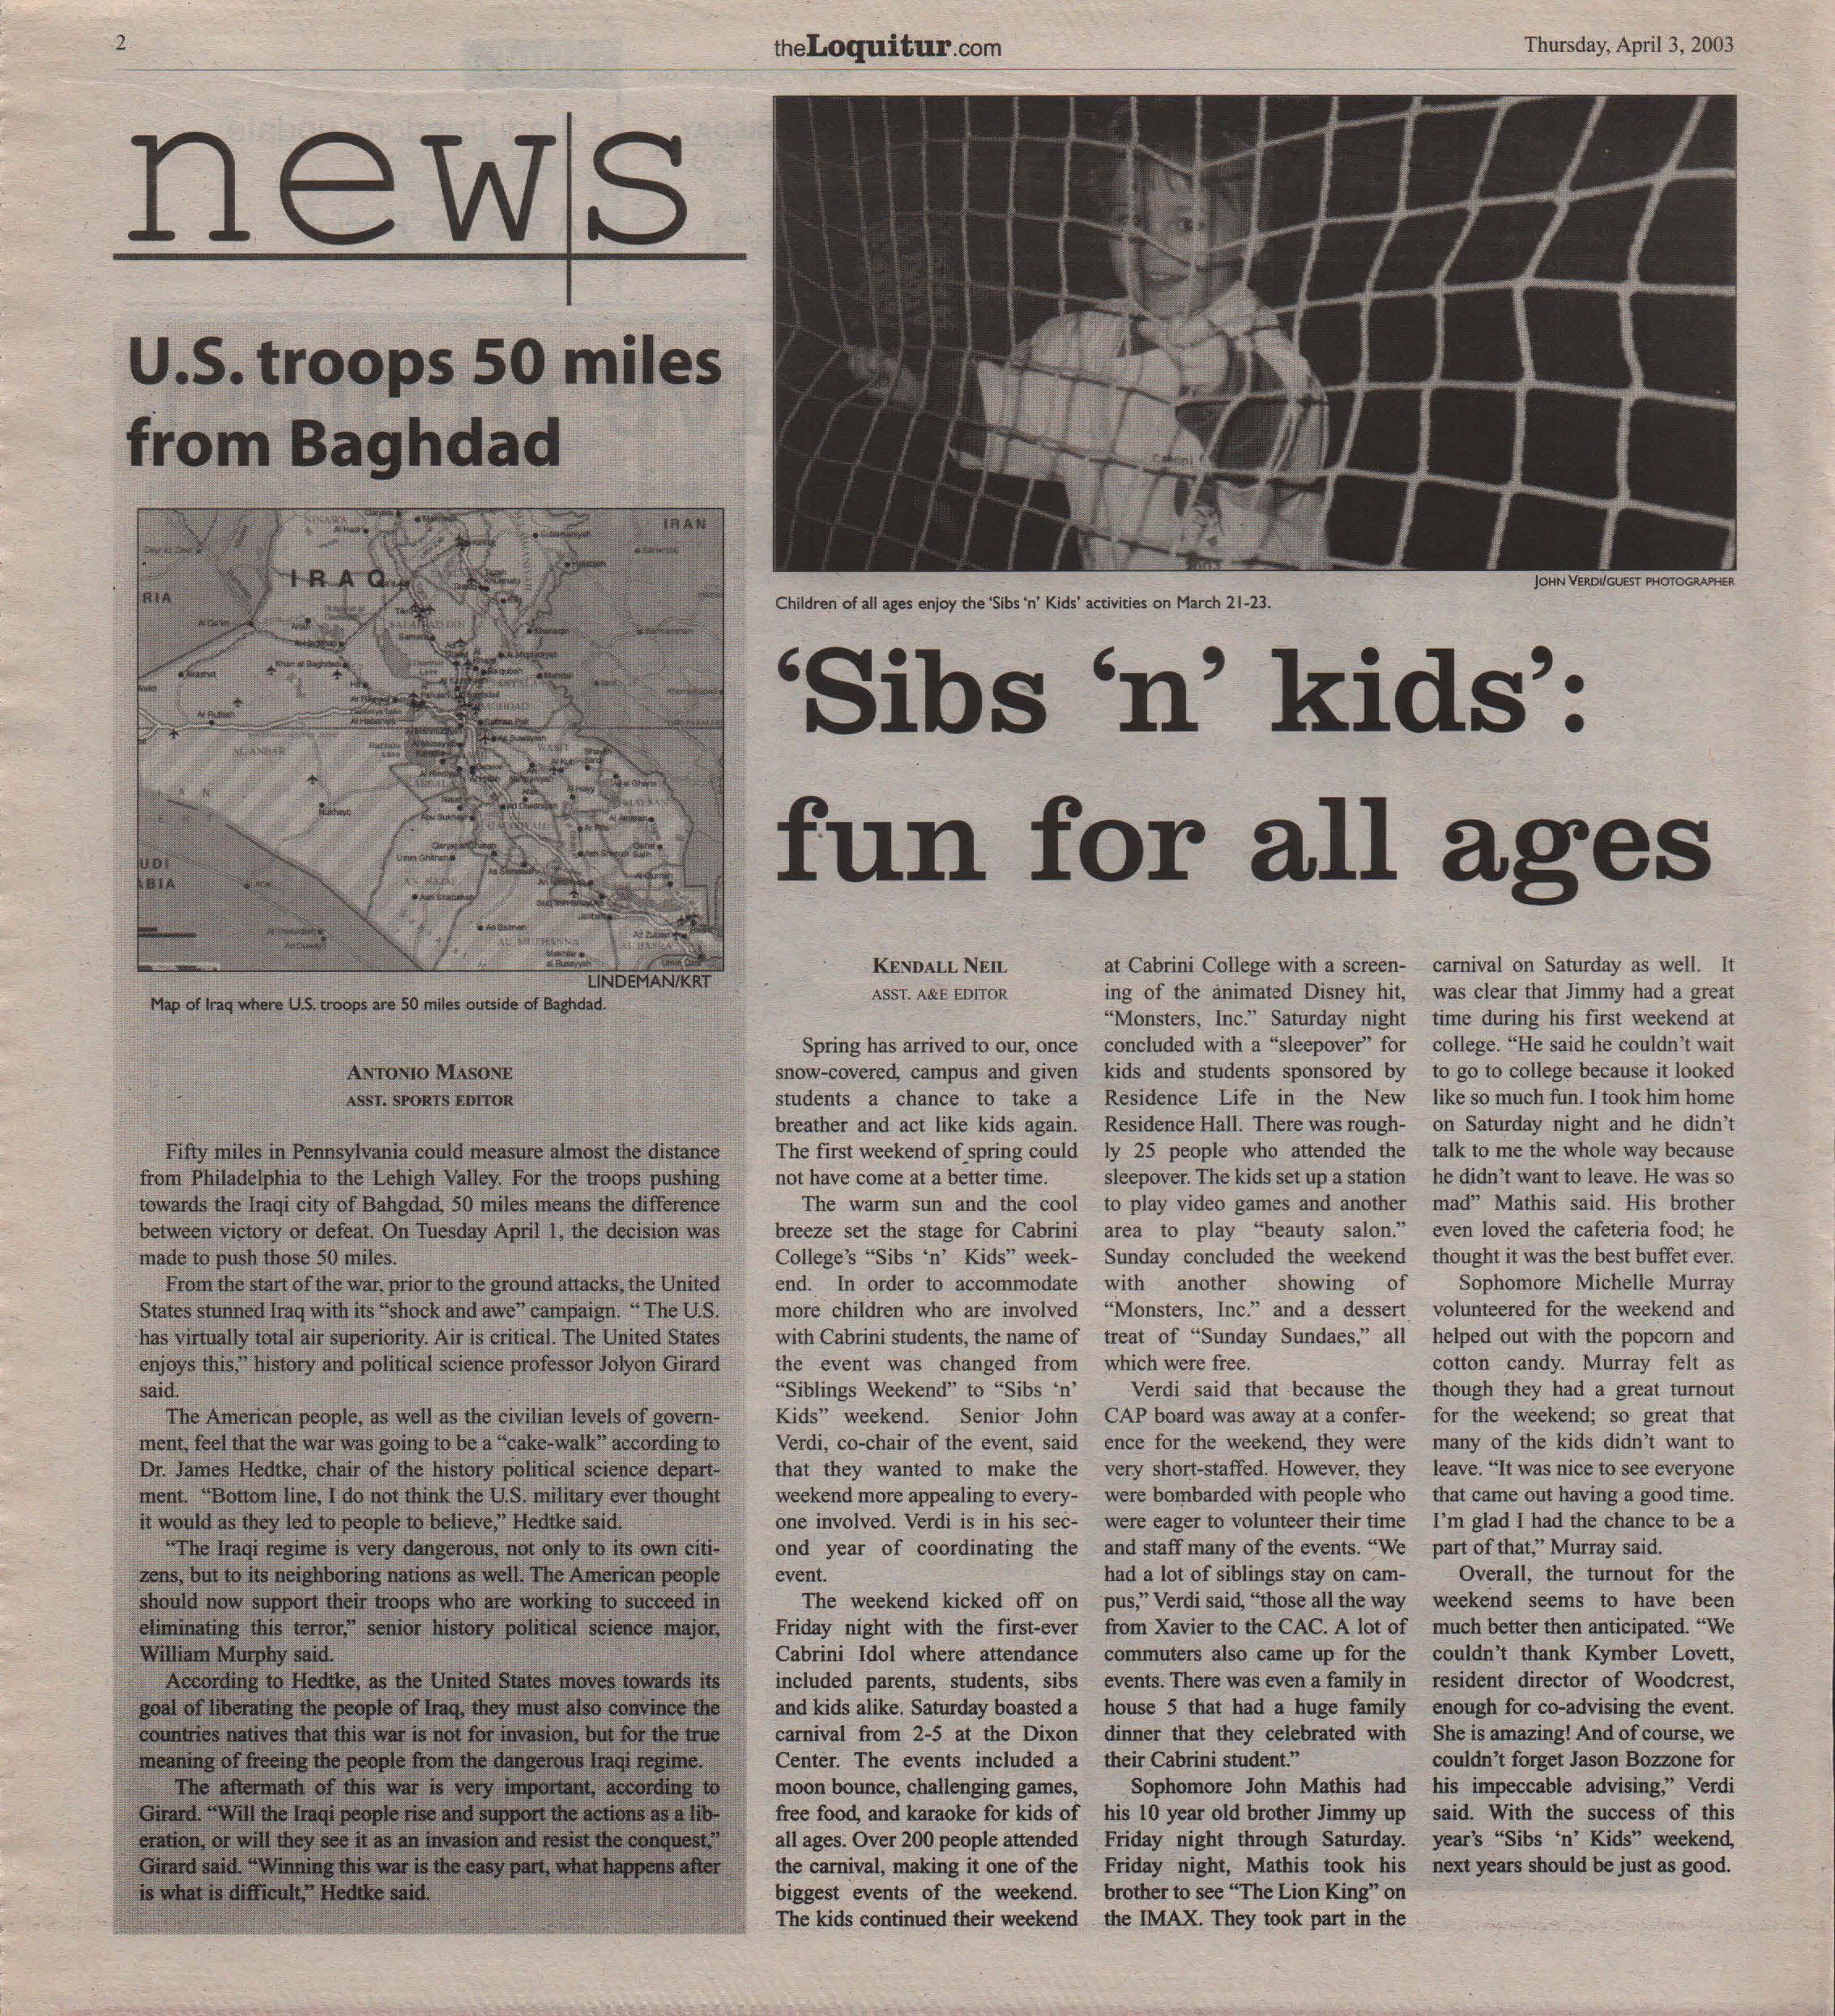 2
theLoquitur.com
Thursday, April 3, 2003
news
U.S. troops 50 miles
from Baghdad
IRAN
IRAQ
RIA
UDI
ABIA
LINDEMAN/KRT
Map of Iraq where U.S. troops are 50 miles outside of Baghdad.
ANTONIO MASONE
ASST. SPORTS EDITOR
Fifty miles in Pennsylvania could measure almost the distance
from Philadelphia to the Lehigh Valley. For the troops pushing
towards the Iraqi city of Bahgdad, 50 miles means the difference
between victory or defeat. On Tuesday April 1, the decision was
made to push those 50 miles.
From the start of the war, prior to the ground attacks, the United
States stunned Iraq with its “shock and awe” campaign. “ The U.S.
has virtually total air superiority. Air is critical. The United States
enjoys this,” history and political science professor Jolyon Girard
said.
The American people, as well as the civilian levels of govern-
ment, feel that the war was going to be a “cake-walk” according to
Dr. James Hedtke, chair of the history political science depart-
ment. “Bottom line, I do not think the U.S. military ever thought
it would as they led to people to believe,” Hedtke said.
“The Iraqi regime is very dangerous, not only to its own citi-
zens, but to its neighboring nations as well. The American people
should now support their troops who are working to succeed in
eliminating this terror,” senior history political science major,
William Murphy said.
According to Hedtke, as the United States moves towards its
goal of liberating the people of Iraq, they must also convince the
countries natives that this war is not for invasion, but for the true
meaning of freeing the people from the dangerous Iraqi regime.
The aftermath of this war is very important, according to
Girard. “Will the Iraqi people rise and support the actions as a lib-
eration, or will they see it as an invasion and resist the conquest,”
Girard said. “Winning this war is the easy part, what happens after
is what is difficult,” Hedtke said.
JOHN VERDI/GUEST PHOTOGRAPHER
Children of all ages enjoy the ‘Sibs ‘n’ Kids’ activities on March 21-23.
‘Sibs ‘n’ kids’:
fun for all ages
KENDALL NEIL
ASST. A&E EDITOR
Spring has arrived to our, once
snow-covered, campus and given
students a chance to take a
breather and act like kids again.
The first weekend of spring could
not have come at a better time.
The warm sun and the cool
breeze set the stage for Cabrini
College’s “Sibs ‘n’ Kids” week-
end. In order to accommodate
more children who are involved
with Cabrini students, the name of
the event was changed from
“Siblings Weekend” to “Sibs ‘n’
Kids” weekend. Senior John
Verdi, co-chair of the event, said
that they wanted to make the
weekend more appealing to every-
one involved. Verdi is in his sec-
ond year of coordinating the
event.
The weekend kicked off on
Friday night with the first-ever
Cabrini Idol where attendance
included parents, students, sibs
and kids alike. Saturday boasted a
carnival from 2-5 at the Dixon
Center. The events included a
moon bounce, challenging games,
free food, and karaoke for kids of
all ages. Over 200 people attended
the carnival, making it one of the
biggest events of the weekend.
The kids continued their weekend
at Cabrini College with a screen-
ing of the animated Disney hit,
“Monsters, Inc.” Saturday night
concluded with a “sleepover” for
kids and students sponsored by
Residence Life in the New
Residence Hall. There was rough-
ly 25 people who attended the
sleepover. The kids set up a station
to play video games and another
area to play “beauty salon.”
Sunday concluded the weekend
with another showing of
“Monsters, Inc.” and a dessert
treat of “Sunday Sundaes,” all
which were free.
Verdi said that because the
CAP board was away at a confer-
ence for the weekend, they were
very short-staffed. However, they
were bombarded with people who
were eager to volunteer their time
and staff many of the events. “We
had a lot of siblings stay on cam-
pus,” Verdi said, “those all the way
from Xavier to the CAC. A lot of
commuters also came up for the
events. There was even a family in
house 5 that had a huge family
dinner that they celebrated with
their Cabrini student.”
Sophomore John Mathis had
his 10 year old brother Jimmy up
Friday night through Saturday.
Friday night, Mathis took his
brother to see “The Lion King” on
the IMAX. They took part in the
carnival on Saturday as well. It
was clear that Jimmy had a great
time during his first weekend at
college. “He said he couldn’t wait
to go to college because it looked
like so much fun. I took him home
on Saturday night and he didn’t
talk to me the whole way because
he didn’t want to leave. He was so
mad” Mathis said. His brother
even loved the cafeteria food; he
thought it was the best buffet ever.
Sophomore Michelle Murray
volunteered for the weekend and
helped out with the popcorn and
cotton candy. Murray felt as
though they had a great turnout
for the weekend; so great that
many of the kids didn’t want to
leave. “It was nice to see everyone
that came out having a good time.
I’m glad I had the chance to be a
part of that,” Murray said.
Overall, the turnout for the
weekend seems to have been
much better then anticipated. “We
couldn’t thank Kymber Lovett,
resident director of Woodcrest,
enough for co-advising the event.
She is amazing! And of course, we
couldn’t forget Jason Bozzone for
his impeccable advising,” Verdi
said. With the success of this
year’s “Sibs ‘n’ Kids” weekend,
next years should be just as good.